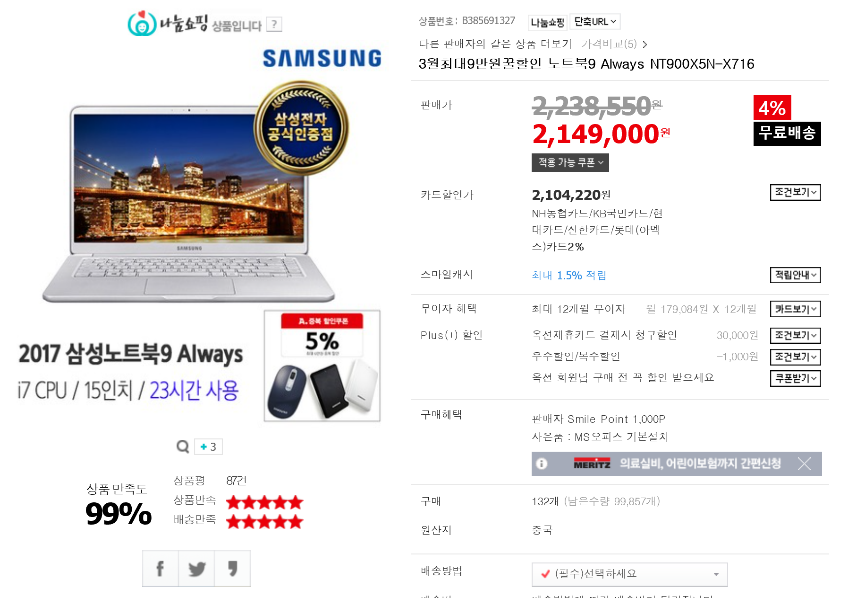 나눔쇼핑 상품입니다 ?
SAMSUNG
삼성전자
공식인증점
SAMSUNG
A.중복 할인쿠폰
5%
2017 삼성노트북9 Always
i7 CPU / 15인치 / 23시간 사용
+3
상품 만족도
99%
상품평 87건
상품만족 ★★★★★
배송만족 ★★★★★
상품번호: B385691327 나눔쇼핑 단축URL
다른 판매자의 같은 상품 더보기 가격비교(5) >
3월최대9만원꿀할인 노트북9 Always NT900X5N-X716
판매가 2,238,550원 4%
2,149,000원 무료배송
적용 가능 쿠폰
카드할인가 2,104,220원 조건보기
NH농협카드/KB국민카드/현
대카드/신한카드/롯데(아멕
스)카드2%
스마일캐시 최대 1.5% 적립 적립안내
무이자 혜택 최대 12개월 무이자 월 179,084원 X 12개월 카드보기
Plus(+) 할인 옥션제휴카드 결제시 청구할인 30,000원 조건보기
우수할인/복수할인 -1,000원 조건보기
옥션 회원님 구매 전 꼭 할인 받으세요 쿠폰받기
구매혜택 판매자 Smile Point 1,000P
사은품 : MS오피스 기본설치
MERITZ 의료실비, 어린이보험까지 간편신청
구매 132개 (남은수량 99,857개)
원산지 중국
배송방법 (필수)선택하세요